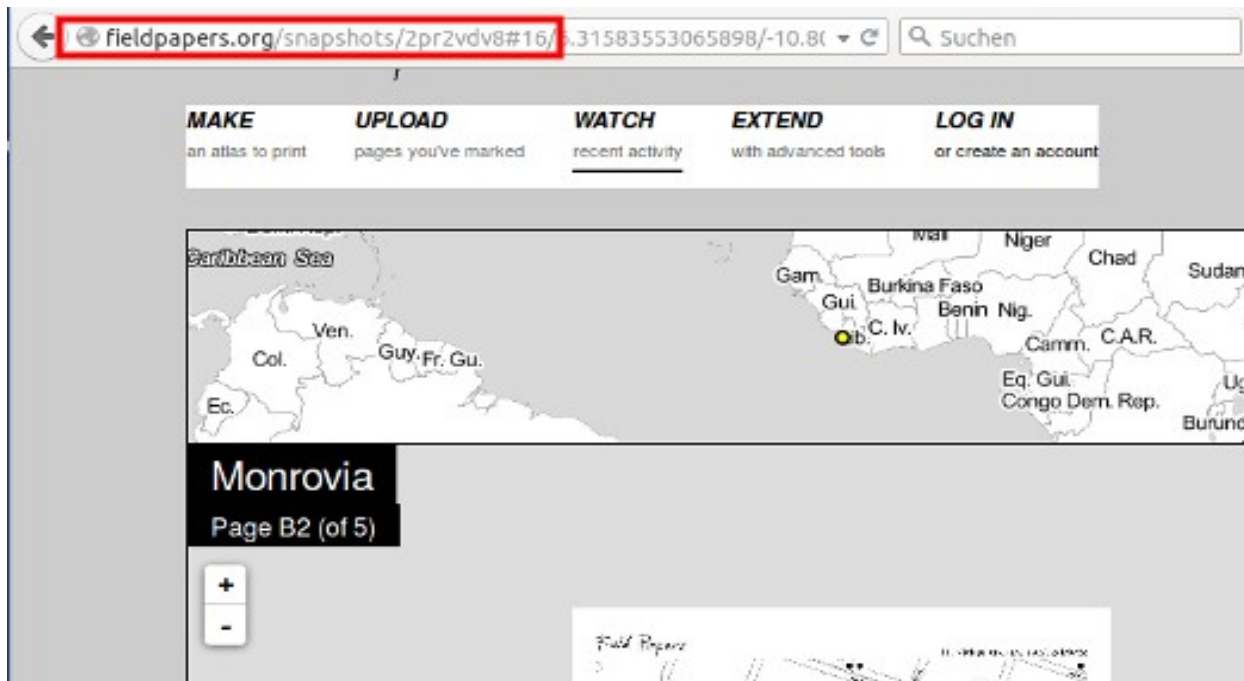 fieldpapers.org/snapshots/2pr2vdv8#16/6.31583553065898/-10.80
Suchen
MAKE UPLOAD WATCH EXTEND LOG IN
an atlas to print pages you've marked recent activity with advanced tools or create an account
Caribbean Sea
Mali Niger Chad Sudan
Gam. Burkina Faso
Gui. Benin Nig.
Ven. Lib. C. Iv. Camm. C.A.R.
Col. Guy. Fr. Gu.
Ec. Eq. Gui. Ug
Congo Dem. Rep.
Burund
Monrovia
Page B2 (of 5)
+
-
Field Papers